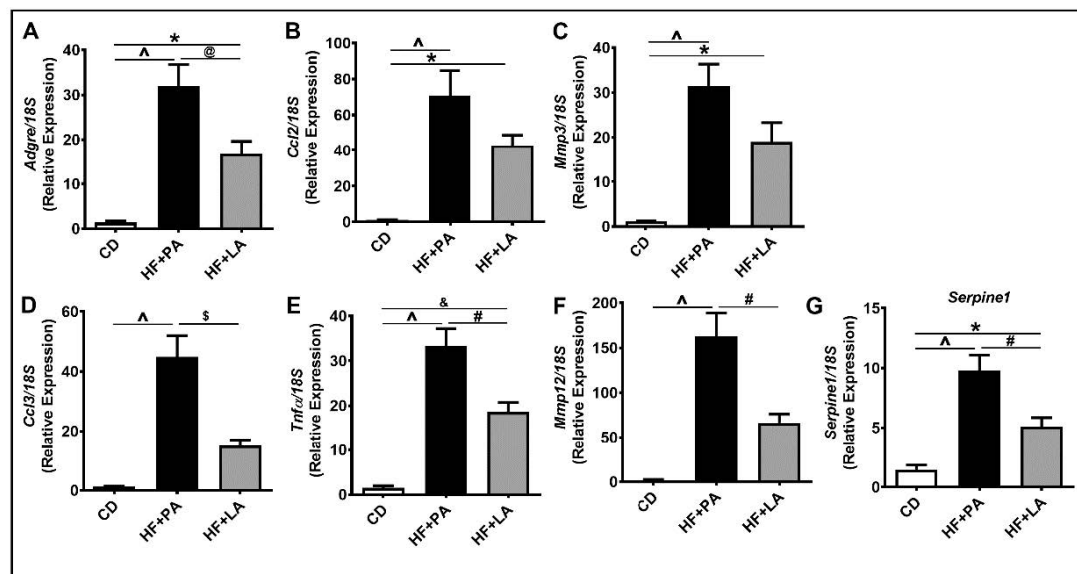 A
Adgre/18S
(Relative Expression)
40
30
20
10
0
*
^
@
CD
HF+PA
HF+LA
B
Ccl2/18S
(Relative Expression)
100
80
60
40
20
0
^
*
CD
HF+PA
HF+LA
C
Mmp3/18S
(Relative Expression)
40
30
20
10
0
^
*
CD
HF+PA
HF+LA
D
Ccl3/18S
(Relative Expression)
60
40
20
0
^
$
CD
HF+PA
HF+LA
E
Tnfα/18S
(Relative Expression)
40
30
20
10
0
&
^
#
CD
HF+PA
HF+LA
F
Mmp12/18S
(Relative Expression)
200
150
100
50
0
^
#
CD
HF+PA
HF+LA
G
Serpine1
Serpine1/18S
(Relative Expression)
15
10
5
0
*
^
#
CD
HF+PA
HF+LA